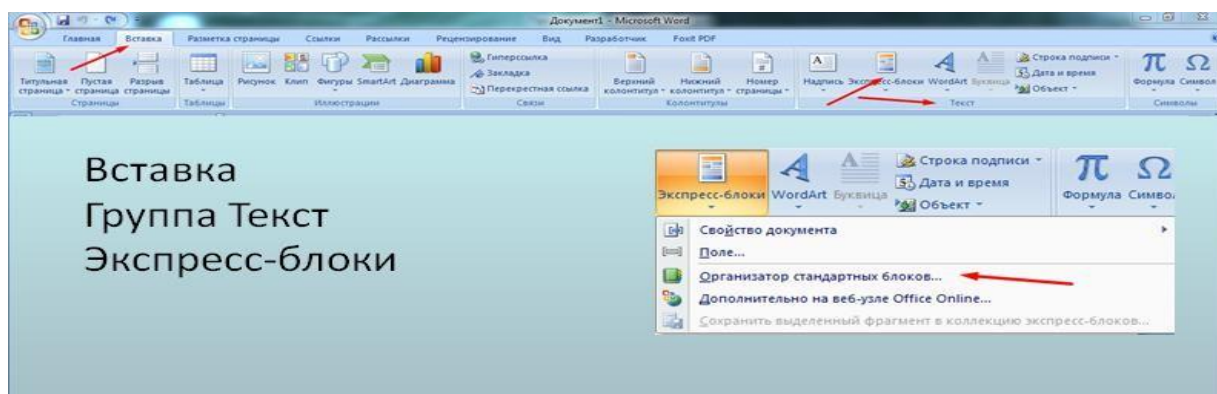 Документ1 - Microsoft Word
Главная Вставка Разметка страницы Ссылки Рассылки Рецензирование Вид Разработчик Foxit PDF
Титульная страница
Пустая страница
Разрыв страницы
Таблица
Рисунок
Клип
Фигуры
SmartArt
Диаграмма
Гиперссылка
Закладка
Перекрестная ссылка
Верхний колонтитул
Нижний колонтитул
Номер страницы
Надпись
Экспресс-блоки
WordArt
Буквица
Строка подписи
Дата и время
Объект
Формула
Символ
Страницы Таблицы Иллюстрации Связи Колонтитулы Текст Символы
Вставка
Группа Текст
Экспресс-блоки
Экспресс-блоки WordArt Буквица
Строка подписи
Дата и время
Объект
Формула Симво
Свойство документа
Поле...
Организатор стандартных блоков...
Дополнительно на веб-узле Office Online...
Сохранить выделенный фрагмент в коллекцию экспресс-блоков...